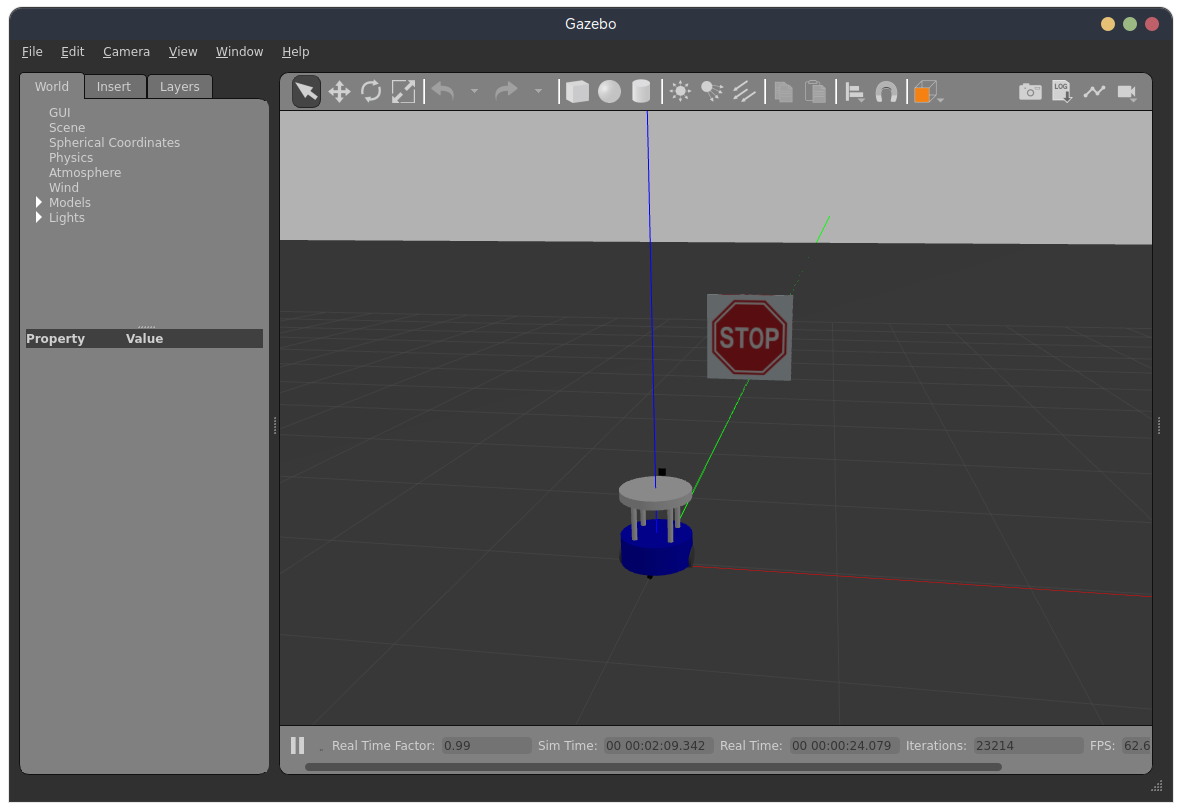 Gazebo
File Edit Camera View Window Help
World Insert Layers
LOG
GUI
Scene
Spherical Coordinates
Physics
Atmosphere
Wind
Models
Lights
Property Value
STOP
Real Time Factor: 0.99 Sim Time: 00 00:02:09.342 Real Time: 00 00:00:24.079 Iterations: 23214 FPS: 62.6